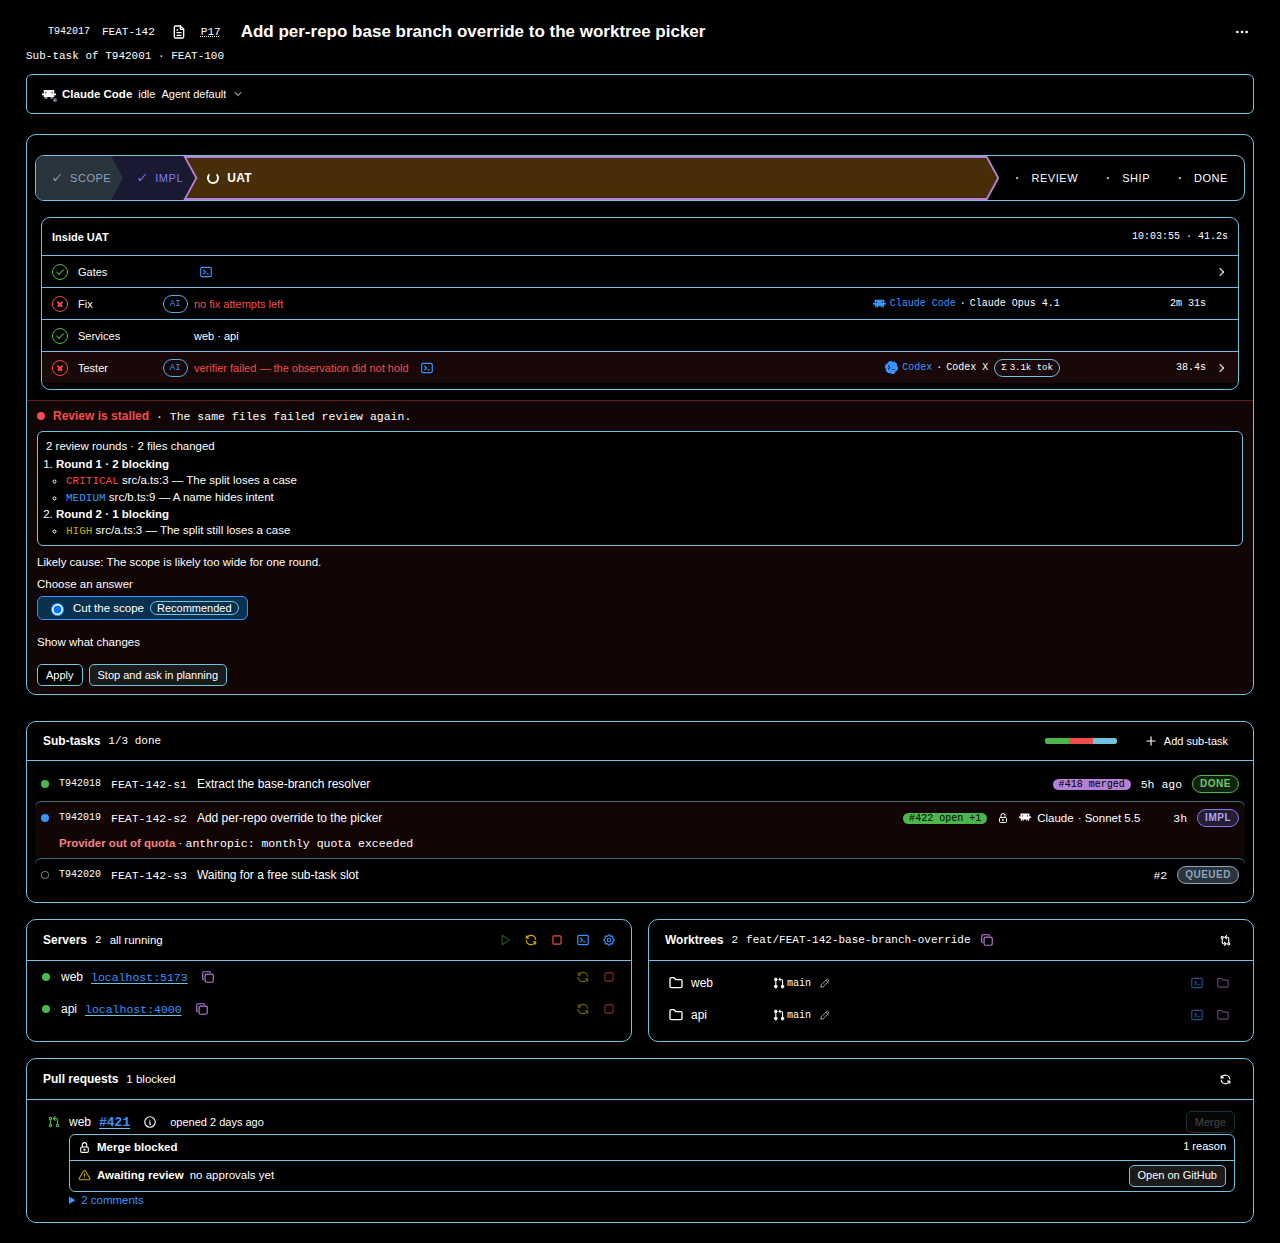 T942017 FEAT-142 P17 Add per-repo base branch override to the worktree picker
Sub-task of T942001 · FEAT-100
Claude Code idle Agent default
SCOPE IMPL UAT · REVIEW · SHIP · DONE
Inside UAT 10:03:55 · 41.2s
Gates
Fix AI no fix attempts left Claude Code · Claude Opus 4.1 2m 31s
Services web · api
Tester AI verifier failed — the observation did not hold Codex · Codex X Σ 3.1k tok 38.4s
Review is stalled · The same files failed review again.
2 review rounds · 2 files changed
1. Round 1 · 2 blocking
CRITICAL src/a.ts:3 — The split loses a case
MEDIUM src/b.ts:9 — A name hides intent
2. Round 2 · 1 blocking
HIGH src/a.ts:3 — The split still loses a case
Likely cause: The scope is likely too wide for one round.
Choose an answer
Cut the scope Recommended
Show what changes
Apply Stop and ask in planning
Sub-tasks 1/3 done Add sub-task
T942018 FEAT-142-s1 Extract the base-branch resolver #418 merged 5h ago DONE
T942019 FEAT-142-s2 Add per-repo override to the picker #422 open +1 Claude · Sonnet 5.5 3h IMPL
Provider out of quota · anthropic: monthly quota exceeded
T942020 FEAT-142-s3 Waiting for a free sub-task slot #2 QUEUED
Servers 2 all running
web localhost:5173
api localhost:4000
Worktrees 2 feat/FEAT-142-base-branch-override
web main
api main
Pull requests 1 blocked
web #421 opened 2 days ago Merge
Merge blocked 1 reason
Awaiting review no approvals yet Open on GitHub
2 comments